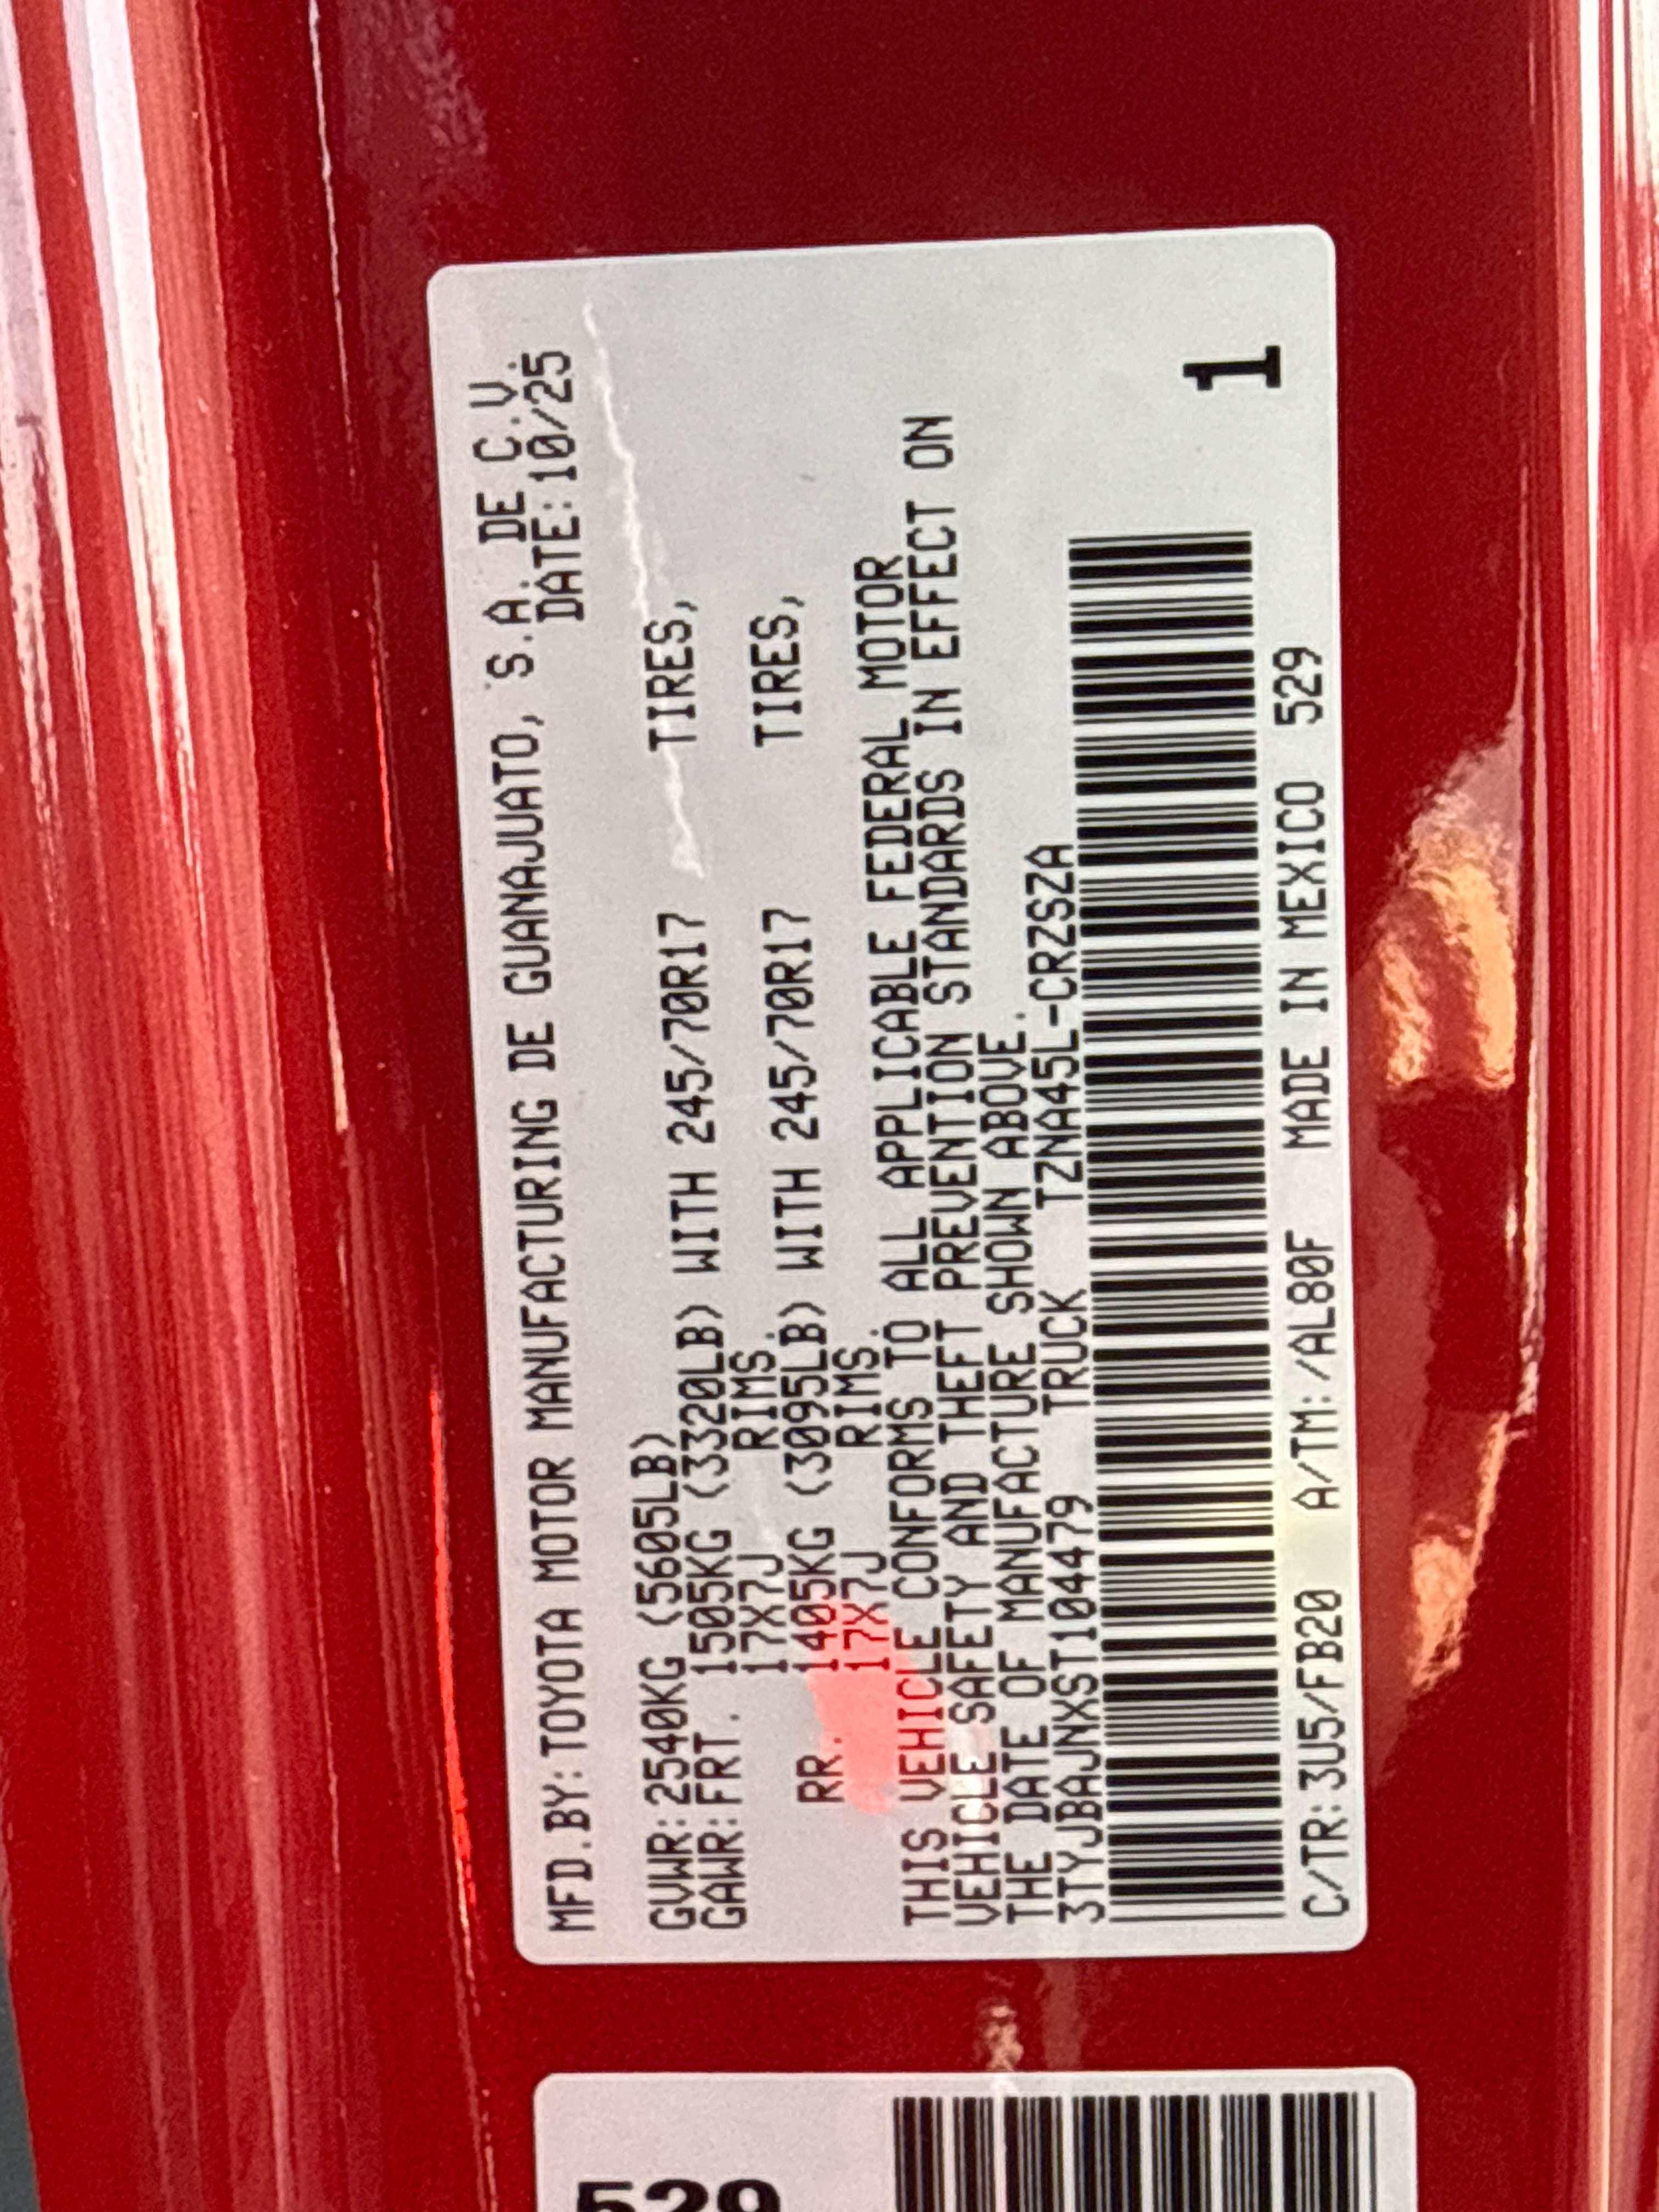 MFD.BY:TOYOTA MOTOR MANUFACTURING DE GUANAJUATO, S.A. DE C.V.
DATE:10/25
GVWR:2540KG (5605LB)
GAWR:FRT. 1505KG (3320LB) WITH 245/70R17 TIRES,
17X7J RIMS.
RR. 1405KG (3095LB) WITH 245/70R17 TIRES,
17X7J RIMS.
THIS VEHICLE CONFORMS TO ALL APPLICABLE FEDERAL MOTOR
VEHICLE SAFETY AND THEFT PREVENTION STANDARDS IN EFFECT ON
THE DATE OF MANUFACTURE SHOWN ABOVE.
3TYJBAJNXST104479 TRUCK TZNA45L-CRZSZA
1
C/TR:3U5/FB20 A/TM:/AL80F MADE IN MEXICO 529
529